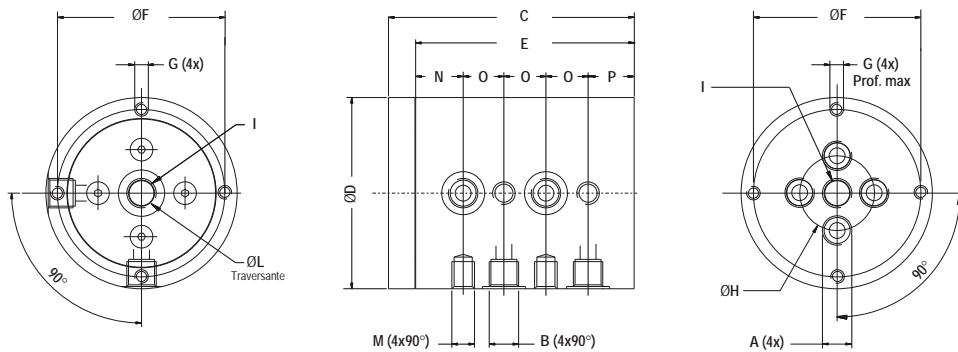 ØF
G (4x)
I
ØL
Traversante
90°
C
E
N O O O P
ØD
M (4x90°)
B (4x90°)
ØF
G (4x)
Prof. max
I
ØH
90°
A (4x)